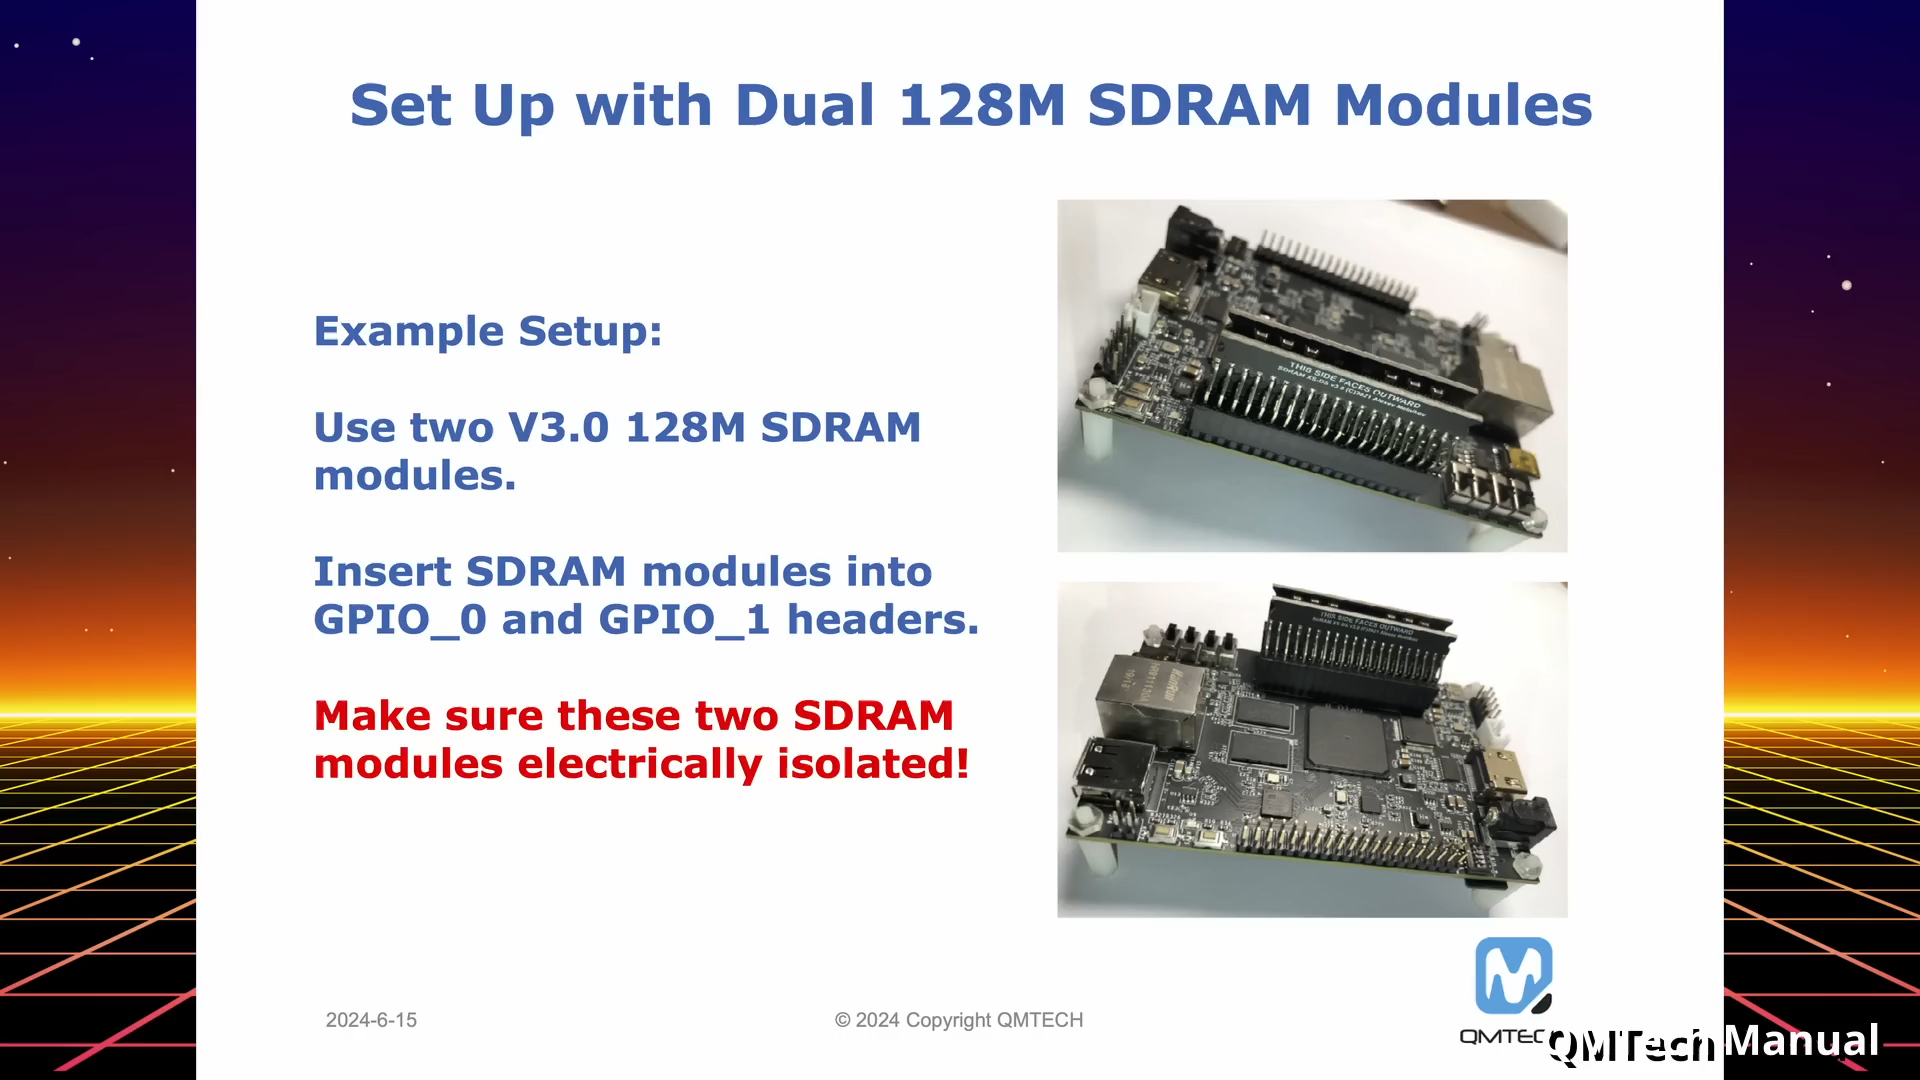 Set Up with Dual 128M SDRAM Modules
Example Setup:
Use two V3.0 128M SDRAM
modules.
Insert SDRAM modules into
GPIO_0 and GPIO_1 headers.
Make sure these two SDRAM
modules electrically isolated!
THIS SIDE FACES OUTWARD
THIS SIDE FACES OUTWARD
2024-6-15
© 2024 Copyright QMTECH
QMTECH
QMTech Manual